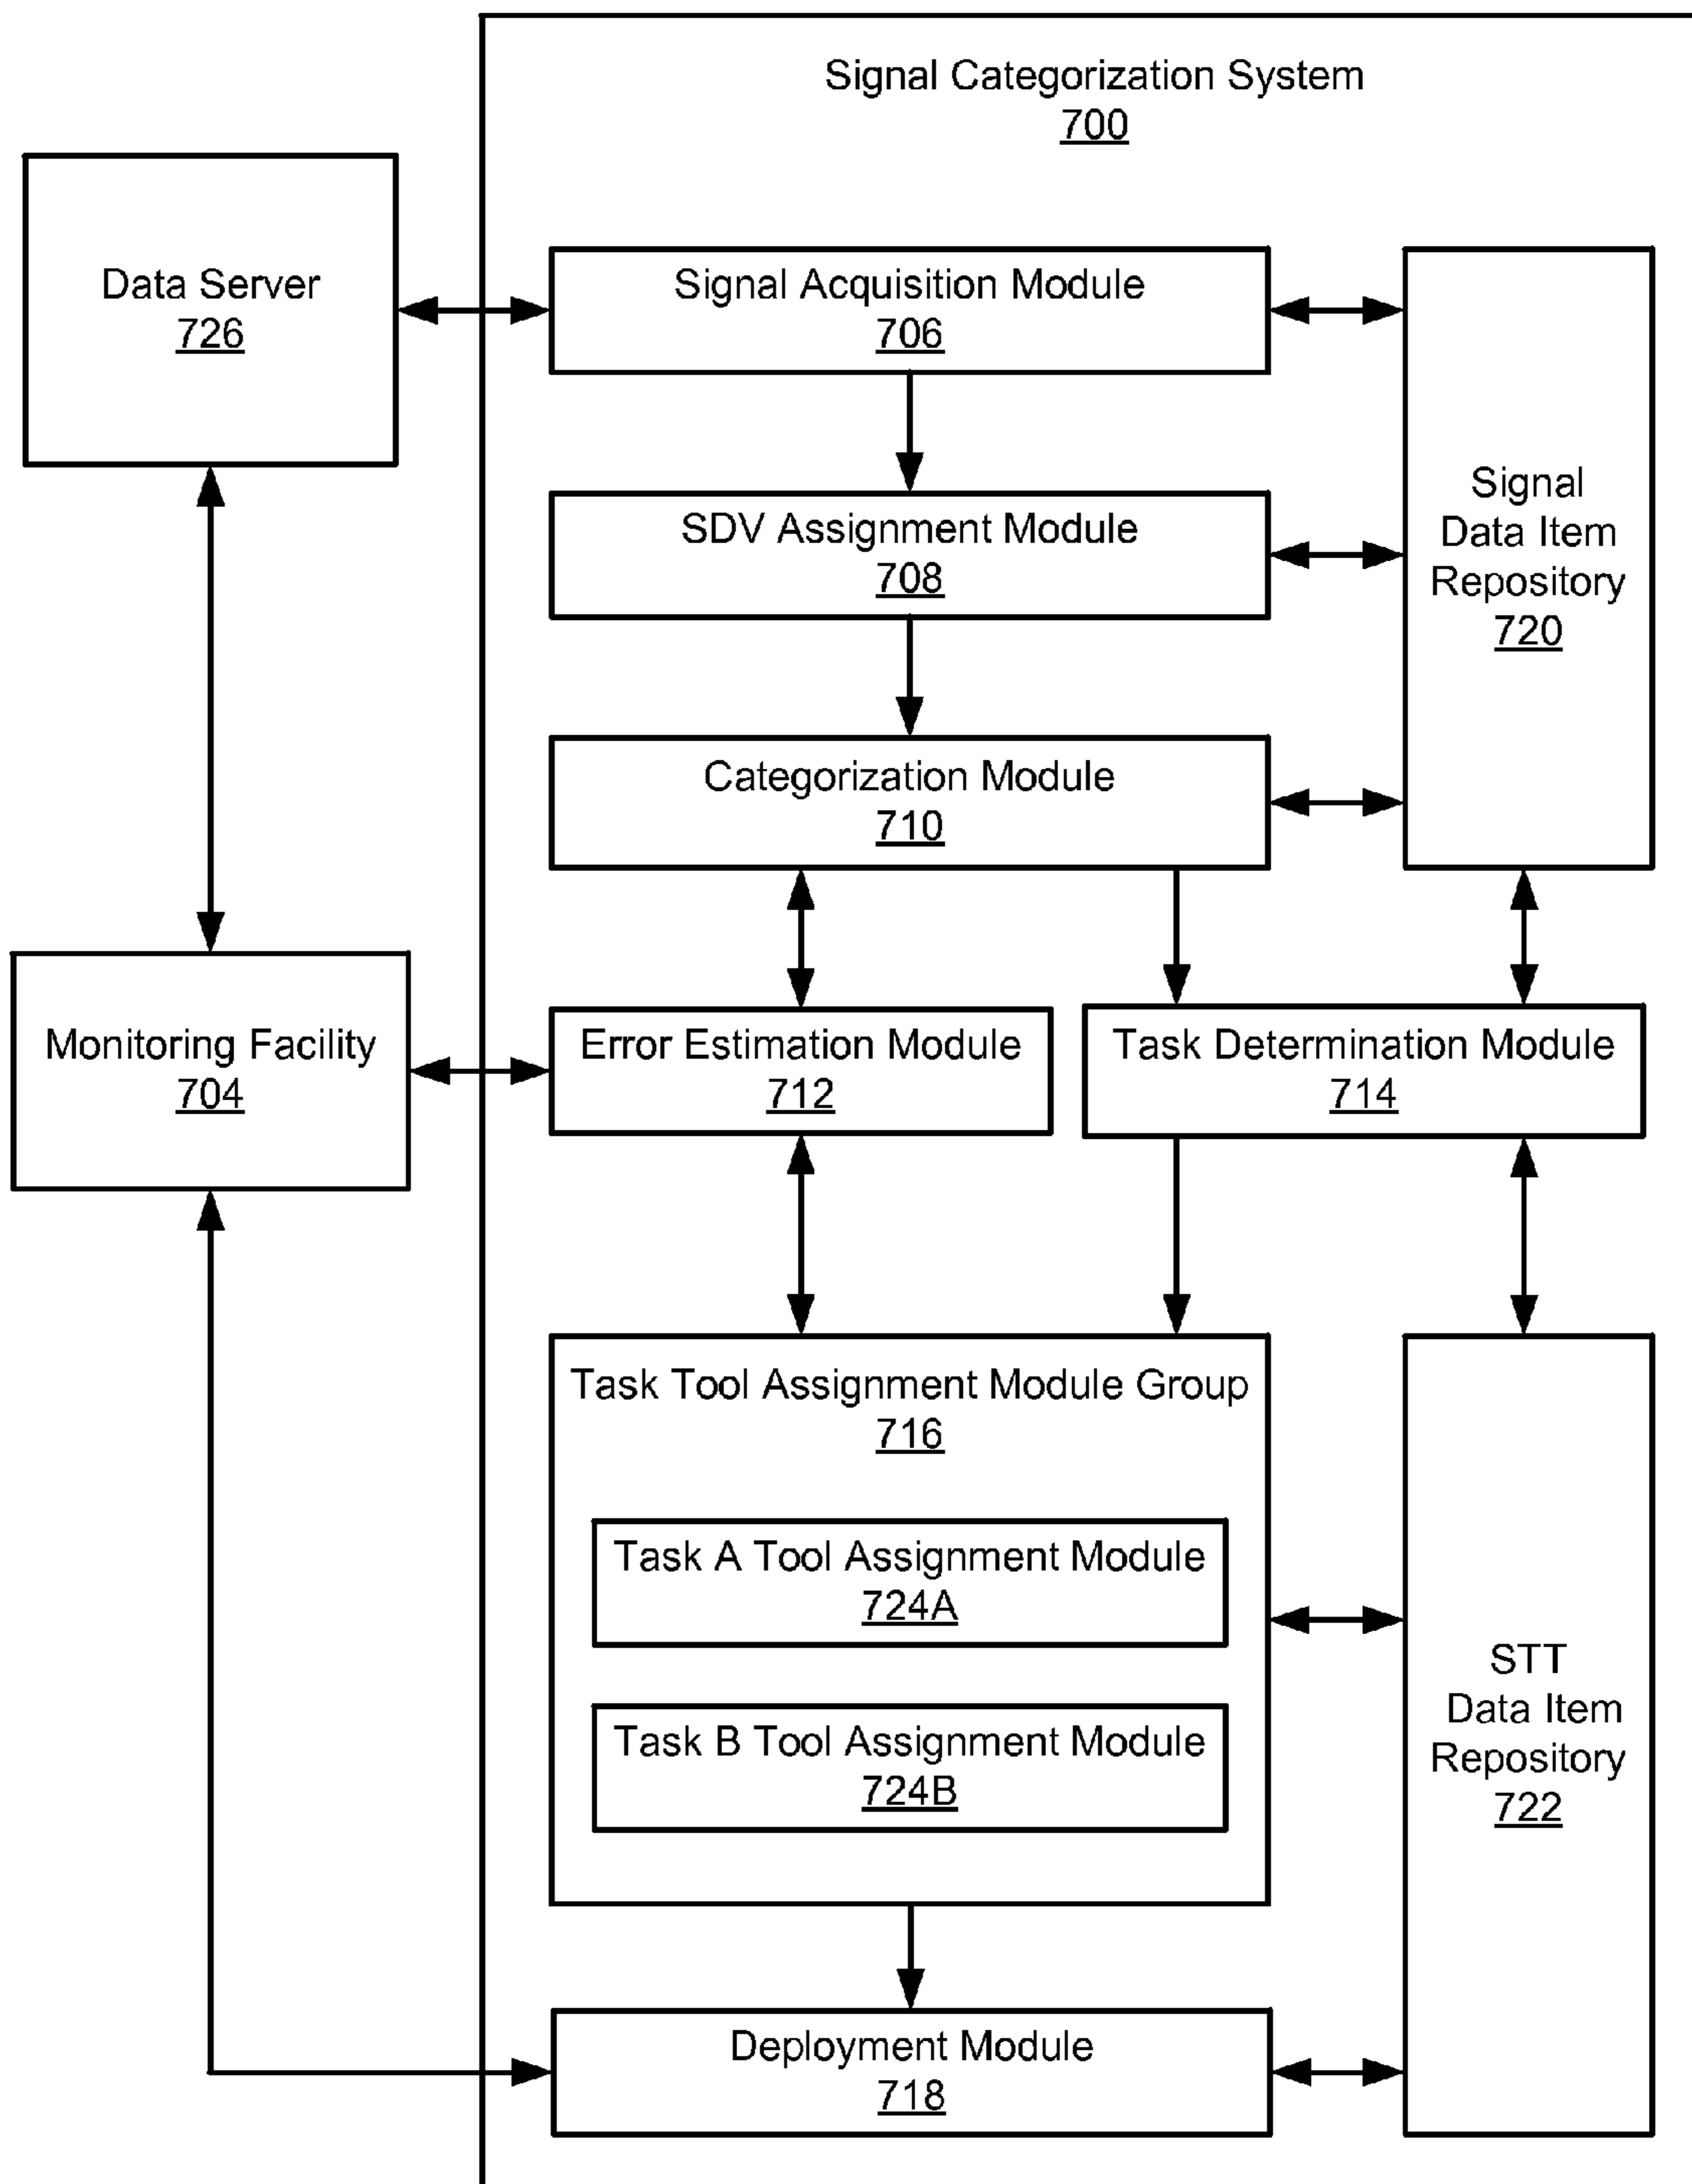 Signal Categorization System
700
Data Server
726
Signal Acquisition Module
706
SDV Assignment Module
708
Signal
Data Item
Repository
720
Categorization Module
710
Monitoring Facility
704
Error Estimation Module
712
Task Determination Module
714
Task Tool Assignment Module Group
716
Task A Tool Assignment Module
724A
Task B Tool Assignment Module
724B
STT
Data Item
Repository
722
Deployment Module
718